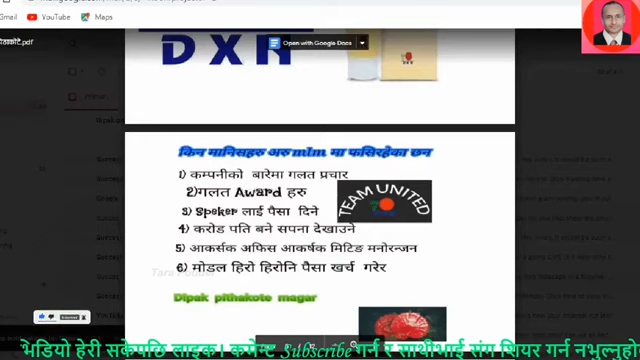 Gmail YouTube Maps
Open with Google Docs
DXN
किन मानिसहरु अरु mlm मा फसिरहेका छन
1) कम्पनीको बारेमा गलत प्रचार
2)गलत Award हरु
3) Speker लाई पैसा दिने
4) करोड पति बने सपना देखाउने
5) आकर्सक अफिस आकर्षक मिटिङ मनोरन्जन
6) मोडल हिरो हिरोनि पैसा खर्च गरेर
TEAM UNITED
Dipak pithakote magar
भेडियो हेरी सकेपछि लाइक। कमेन्ट Subscribe गर्न र साथीभाई संग सियर गर्न नभुल्नुहो